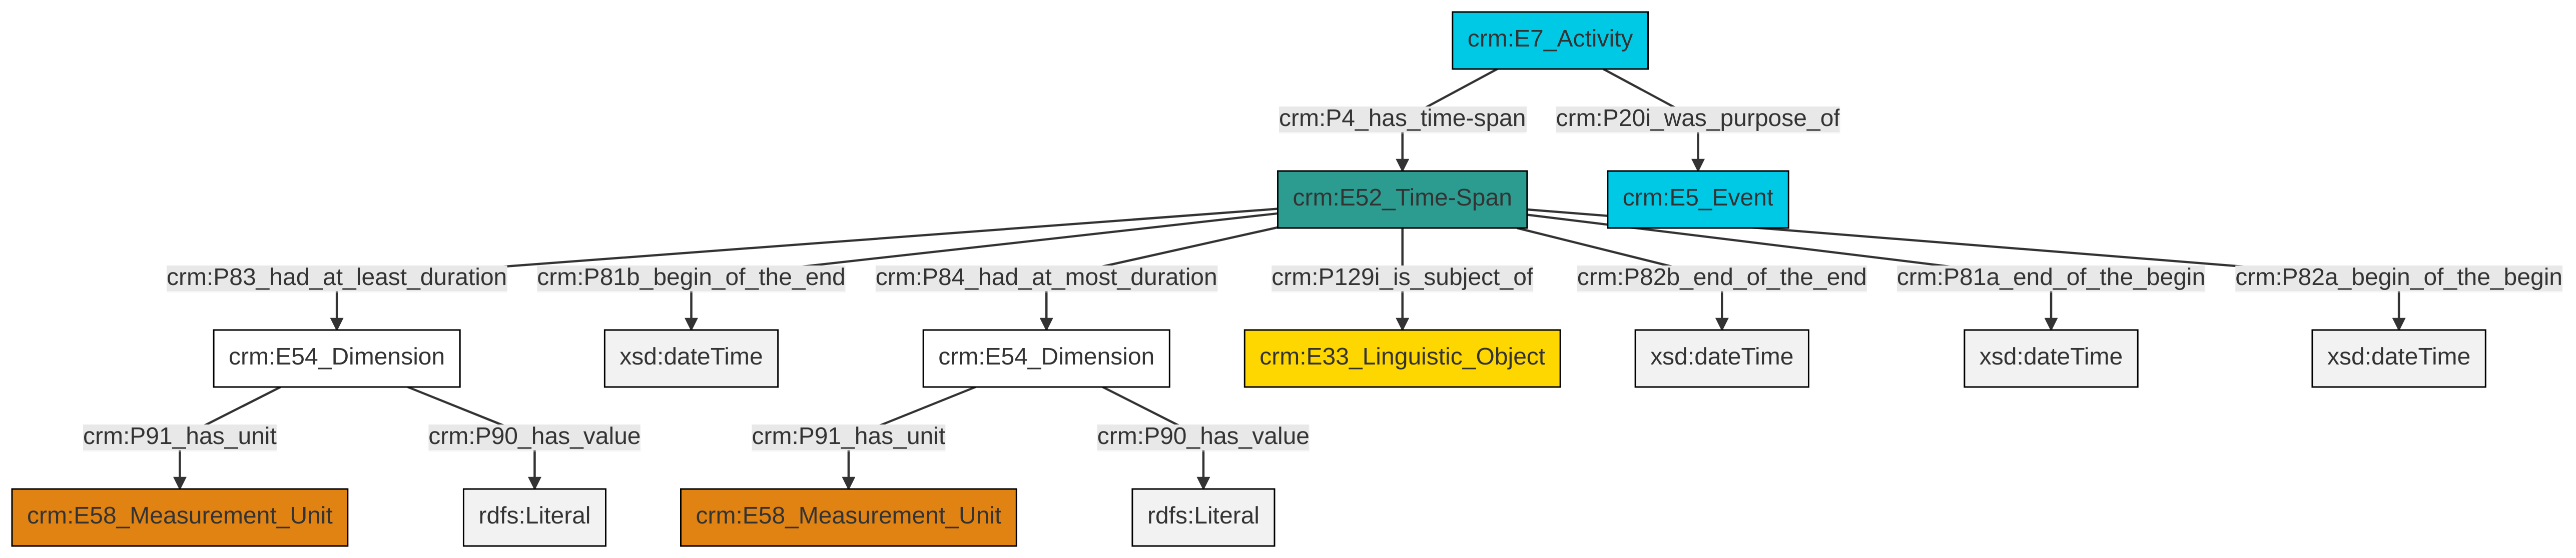 crm:E7_Activity
crm:P4_has_time-span
crm:P20i_was_purpose_of
crm:E52_Time-Span
crm:E5_Event
crm:P83_had_at_least_duration
crm:P81b_begin_of_the_end
crm:P84_had_at_most_duration
crm:P129i_is_subject_of
crm:P82b_end_of_the_end
crm:P81a_end_of_the_begin
crm:P82a_begin_of_the_begin
crm:E54_Dimension
xsd:dateTime
crm:E54_Dimension
crm:E33_Linguistic_Object
xsd:dateTime
xsd:dateTime
xsd:dateTime
crm:P91_has_unit
crm:P90_has_value
crm:P91_has_unit
crm:P90_has_value
crm:E58_Measurement_Unit
rdfs:Literal
crm:E58_Measurement_Unit
rdfs:Literal